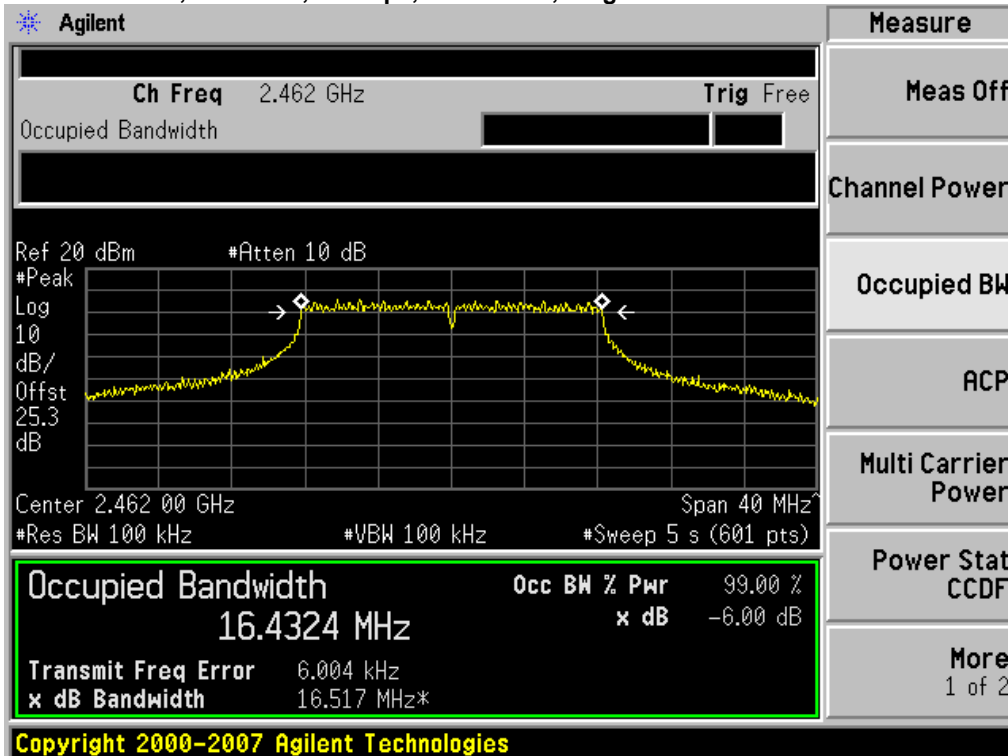 Agilent
Measure
Ch Freq 2.462 GHz Trig Free
Occupied Bandwidth
Meas Off
Channel Power
Occupied BW
ACP
Multi Carrier
Power
Power Stat
CCDF
More
1 of 2
Ref 20 dBm #Atten 10 dB
#Peak
Log
10
dB/
Offst
25.3
dB
Center 2.462 00 GHz Span 40 MHz^
#Res BW 100 kHz #VBW 100 kHz #Sweep 5 s (601 pts)
Occupied Bandwidth
16.4324 MHz
Occ BW % Pwr 99.00 %
x dB -6.00 dB
Transmit Freq Error 6.004 kHz
x dB Bandwidth 16.517 MHz*
Copyright 2000-2007 Agilent Technologies